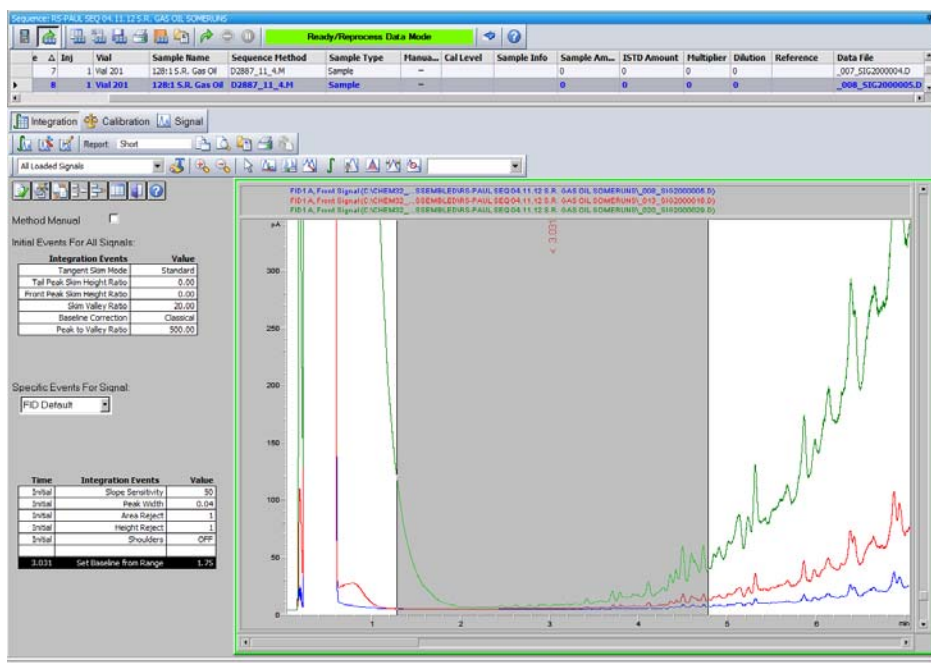 Sequence: RS-PAUL SEQ 04.11.12 S.R. GAS OIL SOMERUNS
Ready/Reprocess Data Mode
e Inj Vial Sample Name Sequence Method Sample Type Manua... Cal Level Sample Info Sample Am... ISTD Amount Multiplier Dilution Reference Data File
7 1 Vial 201 128:1 S.R. Gas Oil D2887_11_4.M Sample - 0 0 0 0 _007_SIG2000004.D
8 1 Vial 201 128:1 S.R. Gas Oil D2887_11_4.M Sample - 0 0 0 0 _008_SIG2000005.D
Integration Calibration Signal
Report: Short
All Loaded Signals
FID1 A, Front Signal (C:\CHEM32\_...SSEMBLED\RS-PAUL SEQ 04.11.12 S.R. GAS OIL SOMERUNS\_008_SIG2000005.D)
FID1 A, Front Signal (C:\CHEM32\_...SSEMBLED\RS-PAUL SEQ 04.11.12 S.R. GAS OIL SOMERUNS\_013_SIG2000010.D)
FID1 A, Front Signal (C:\CHEM32\_...SSEMBLED\RS-PAUL SEQ 04.11.12 S.R. GAS OIL SOMERUNS\_023_SIG2000020.D)
Method Manual
Initial Events For All Signals:
Integration Events Value
Tangent Skim Mode Standard
Tail Peak Skim Height Ratio 0.00
Front Peak Skim Height Ratio 0.00
Skim Valley Ratio 20.00
Baseline Correction Classical
Peak to Valley Ratio 500.00
Specific Events For Signal:
FID Default
Time Integration Events Value
Initial Slope Sensitivity 50
Initial Peak Width 0.04
Initial Area Reject 1
Initial Height Reject 1
Initial Shoulders OFF
3.031 Set Baseline from Range 1.75
pA
< 3.031
300
250
200
150
100
50
0
1 2 3 4 5 6 min